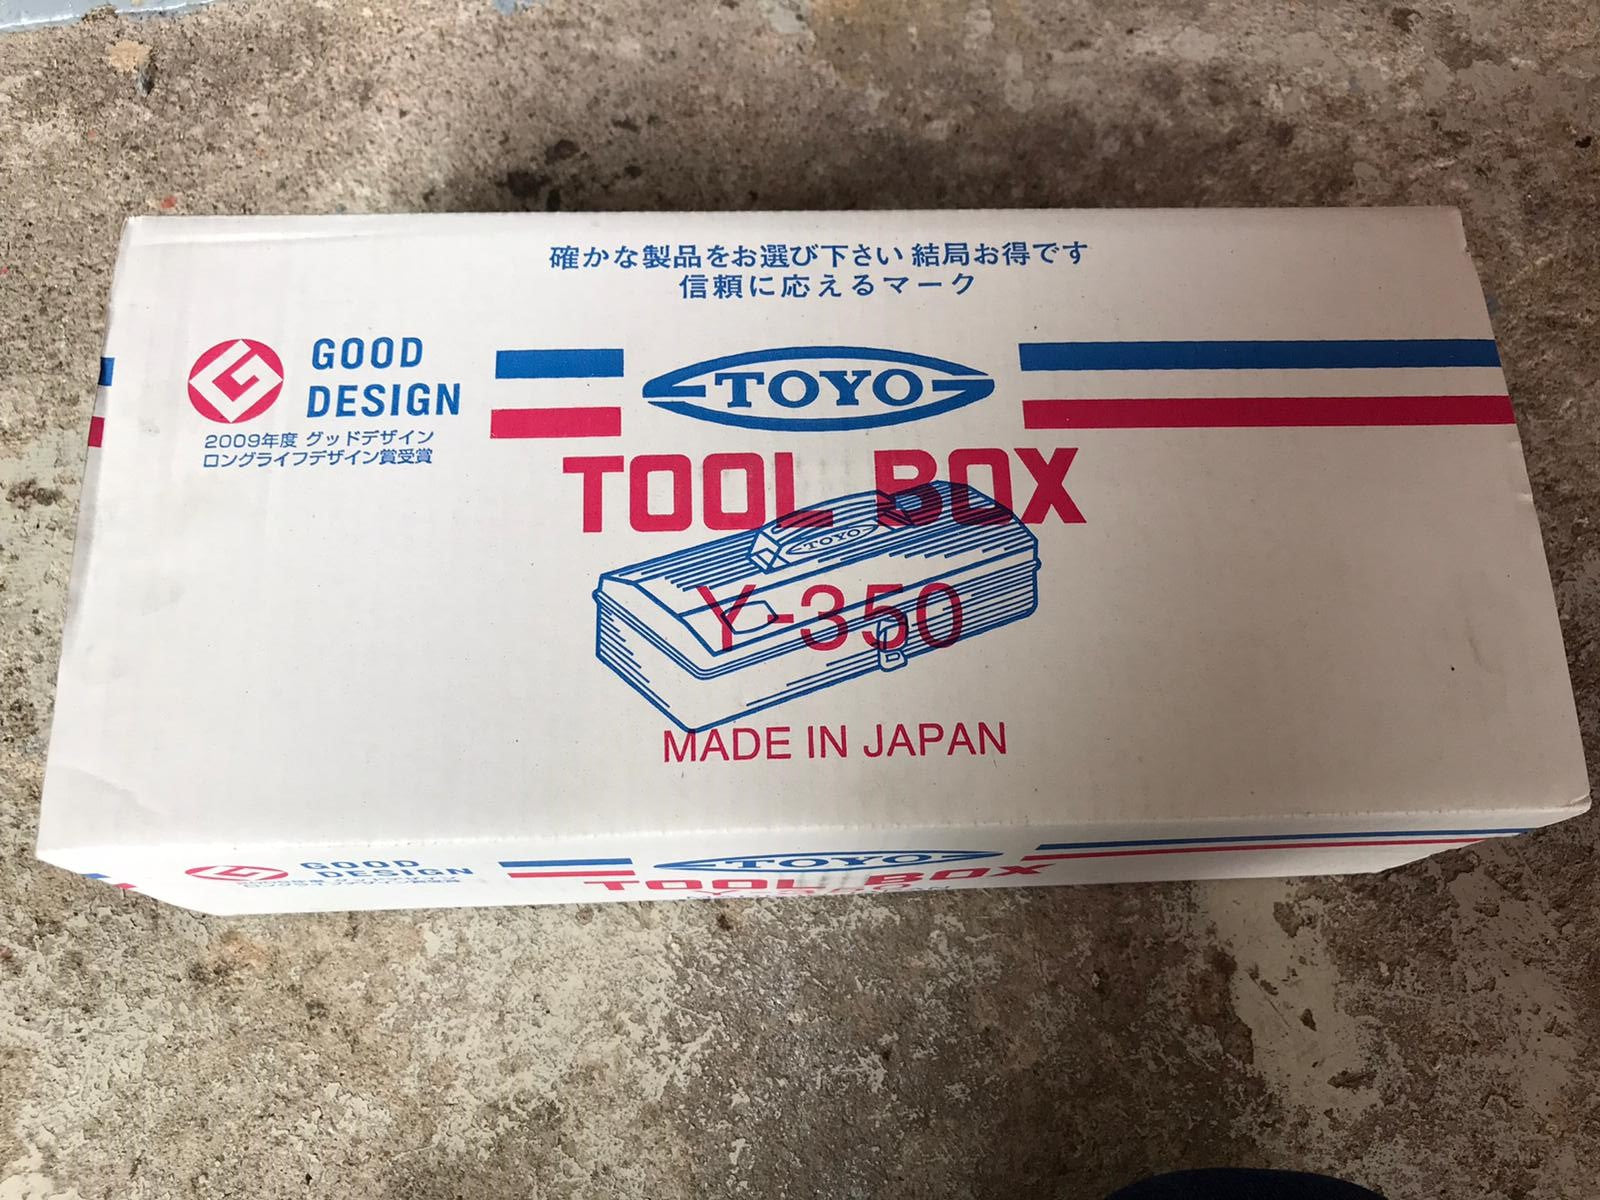 確かな製品をお選び下さい 結局お得です
信頼に応えるマーク
GOOD
DESIGN
2009年度 グッドデザイン
ロングライフデザイン賞受賞
TOYO
TOOL BOX
TOYO
Y-350
MADE IN JAPAN
GOOD
DESIGN
TOYO
TOOL BOX